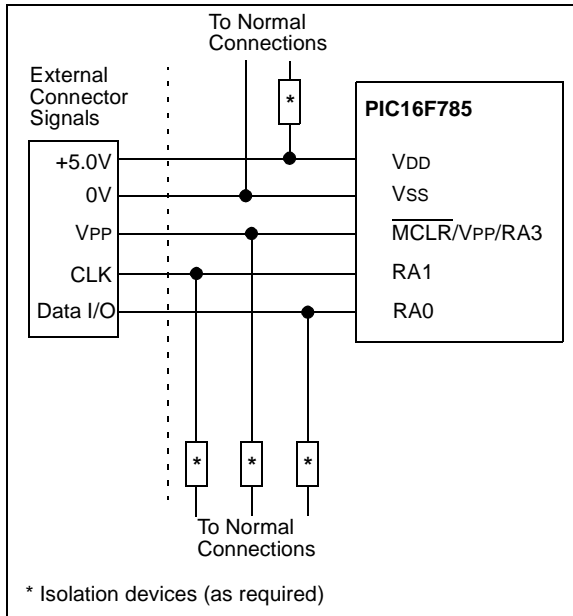 To Normal
Connections
External
Connector
Signals
*
PIC16F785
+5.0V
VDD
0V
VSS
VPP
MCLR/VPP/RA3
CLK
RA1
Data I/O
RA0
* * *
To Normal
Connections
* Isolation devices (as required)